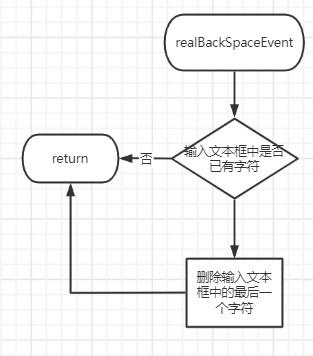 realBackSpaceEvent
输入文本框中是否
已有字符
否
return
删除输入文本
框中的最后一
个字符